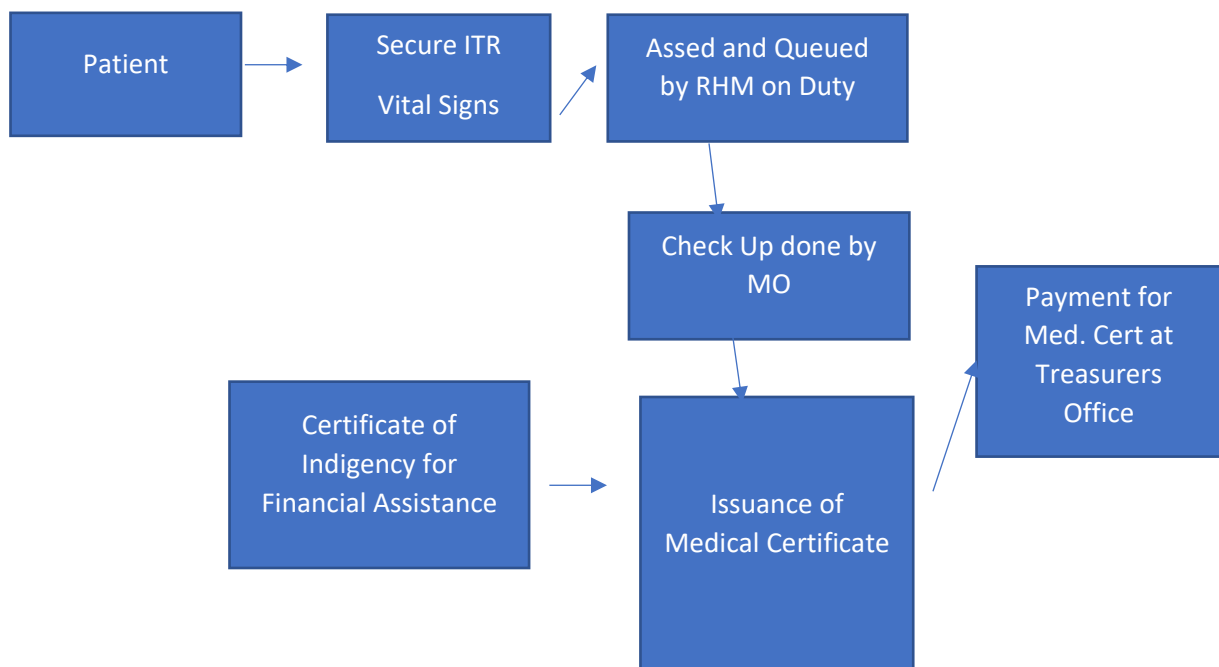 Patient
Secure ITR
Vital Signs
Assed and Queued
by RHM on Duty
Check Up done by
MO
Payment for
Med. Cert at
Treasurers
Office
Certificate of
Indigency for
Financial Assistance
Issuance of
Medical Certificate